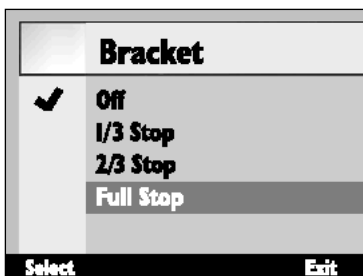 Bracket
Off
1/3 Stop
2/3 Stop
Full Stop
Select Exit